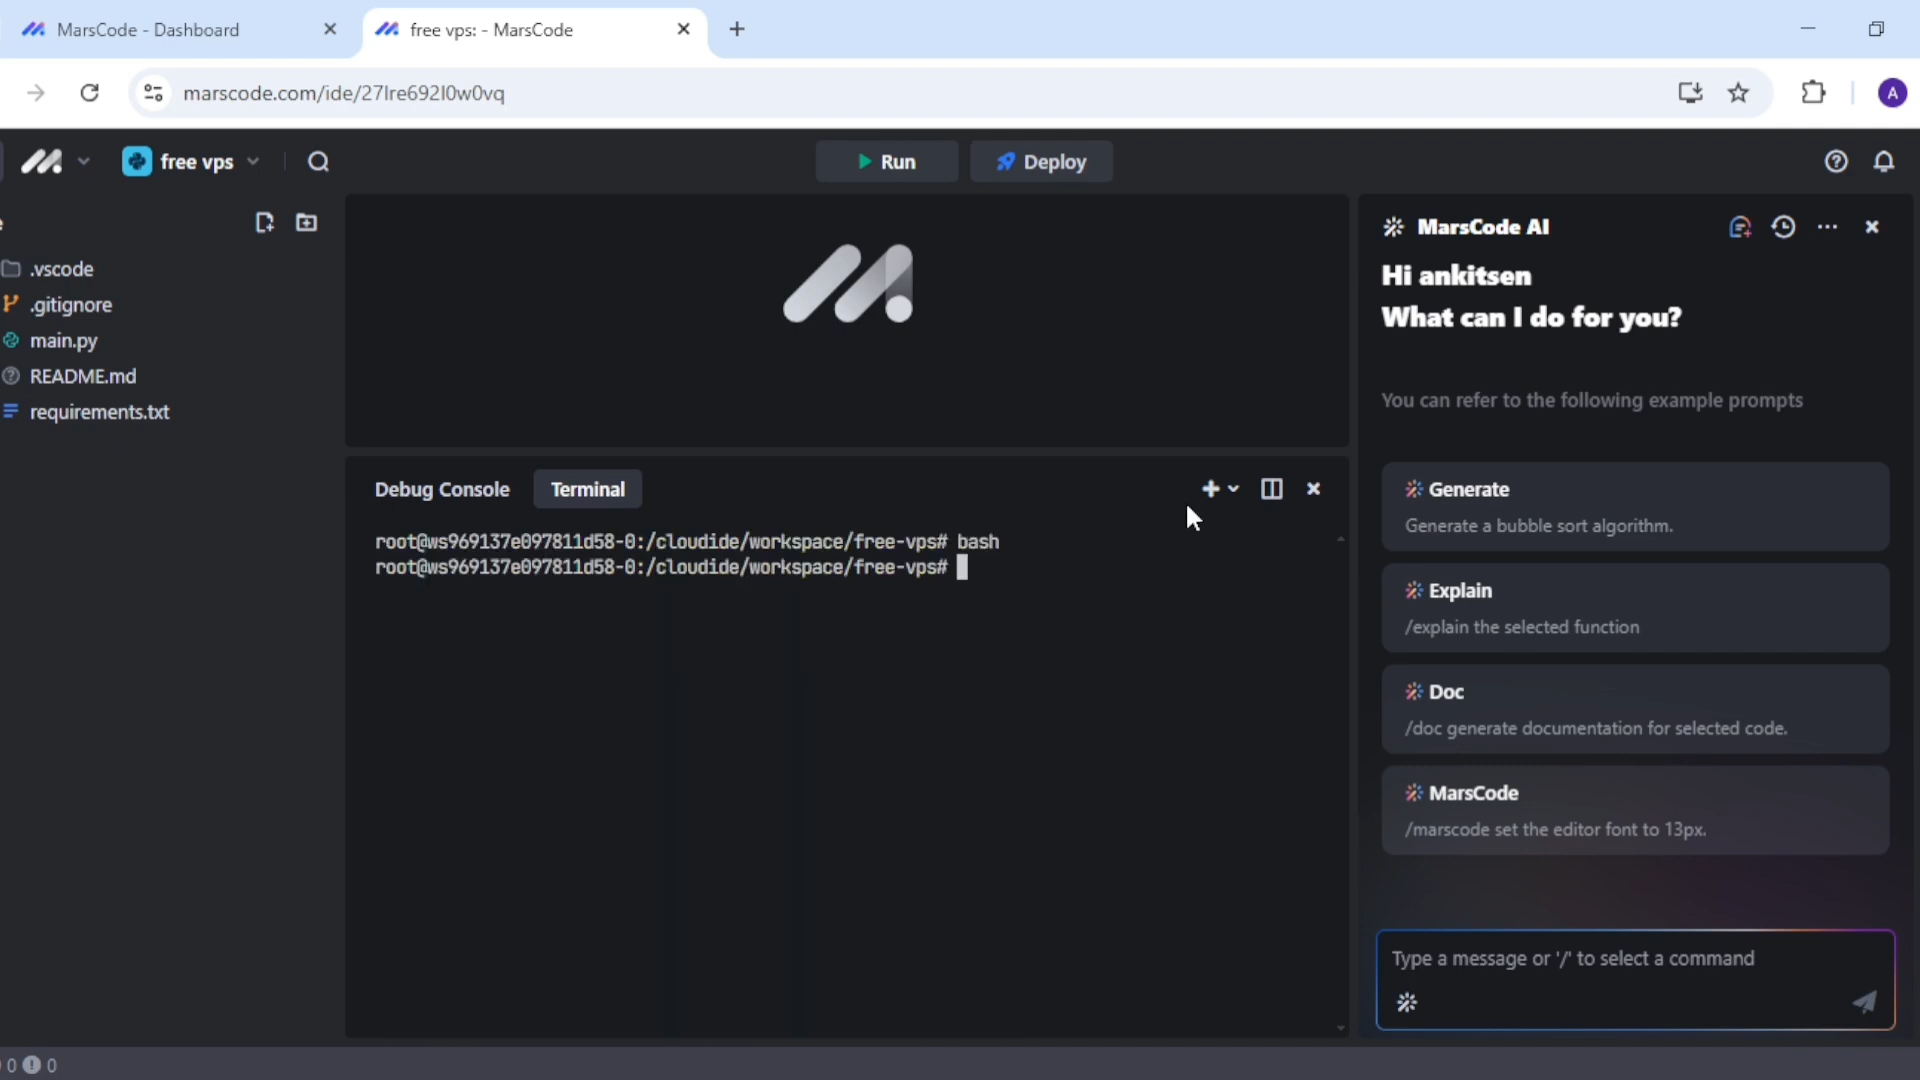 MarsCode - Dashboard
free vps: - MarsCode
marscode.com/ide/27lre692l0w0vq
A
free vps
Run
Deploy
.vscode
.gitignore
main.py
README.md
requirements.txt
Debug Console
Terminal
root@ws969137e097811d58-0:/cloudide/workspace/free-vps# bash
root@ws969137e097811d58-0:/cloudide/workspace/free-vps#
MarsCode AI
Hi ankitsen
What can I do for you?
You can refer to the following example prompts
Generate
Generate a bubble sort algorithm.
Explain
/explain the selected function
Doc
/doc generate documentation for selected code.
MarsCode
/marscode set the editor font to 13px.
Type a message or '/' to select a command
0 0